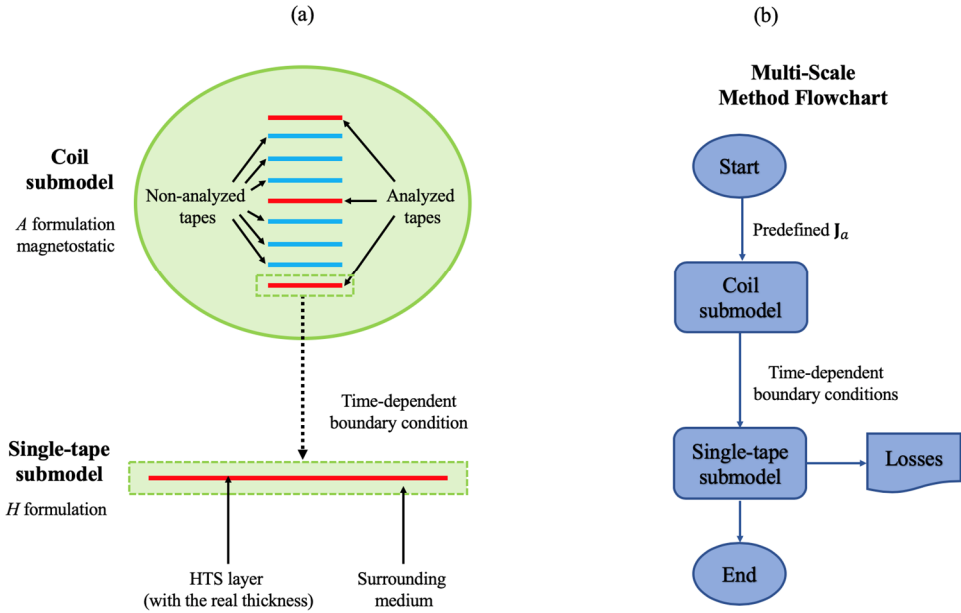 (a)
Coil
submodel
A formulation
magnetostatic
Non-analyzed
tapes
Analyzed
tapes
Time-dependent
boundary condition
Single-tape
submodel
H formulation
HTS layer
(with the real thickness)
Surrounding
medium
(b)
Multi-Scale
Method Flowchart
Start
Predefined Jₐ
Coil
submodel
Time-dependent
boundary conditions
Single-tape
submodel
Losses
End